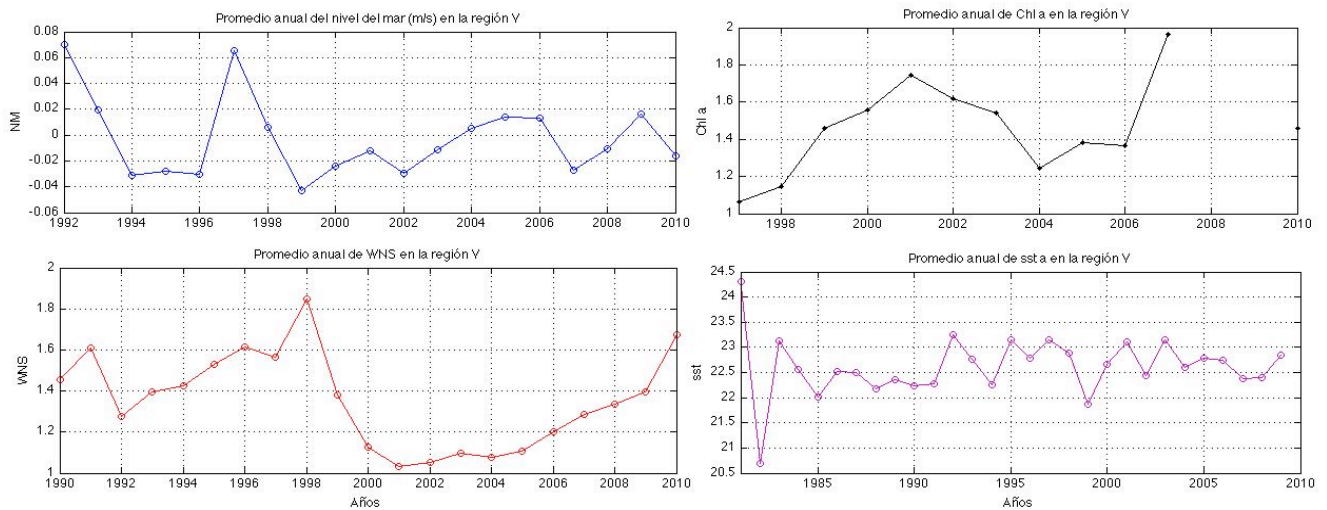 Promedio anual del nivel del mar (m/s) en la región V
0.08
0.06
0.04
0.02
0
-0.02
-0.04
-0.06
NM
1992 1994 1996 1998 2000 2002 2004 2006 2008 2010
Promedio anual de Chl a en la región V
2
1.8
1.6
1.4
1.2
1
Chl a
1998 2000 2002 2004 2006 2008 2010
Promedio anual de WNS en la región V
2
1.8
1.6
1.4
1.2
1
WNS
1990 1992 1994 1996 1998 2000 2002 2004 2006 2008 2010
Años
Promedio anual de sst a en la región V
24.5
24
23.5
23
22.5
22
21.5
21
20.5
sst
1985 1990 1995 2000 2005 2010
Años